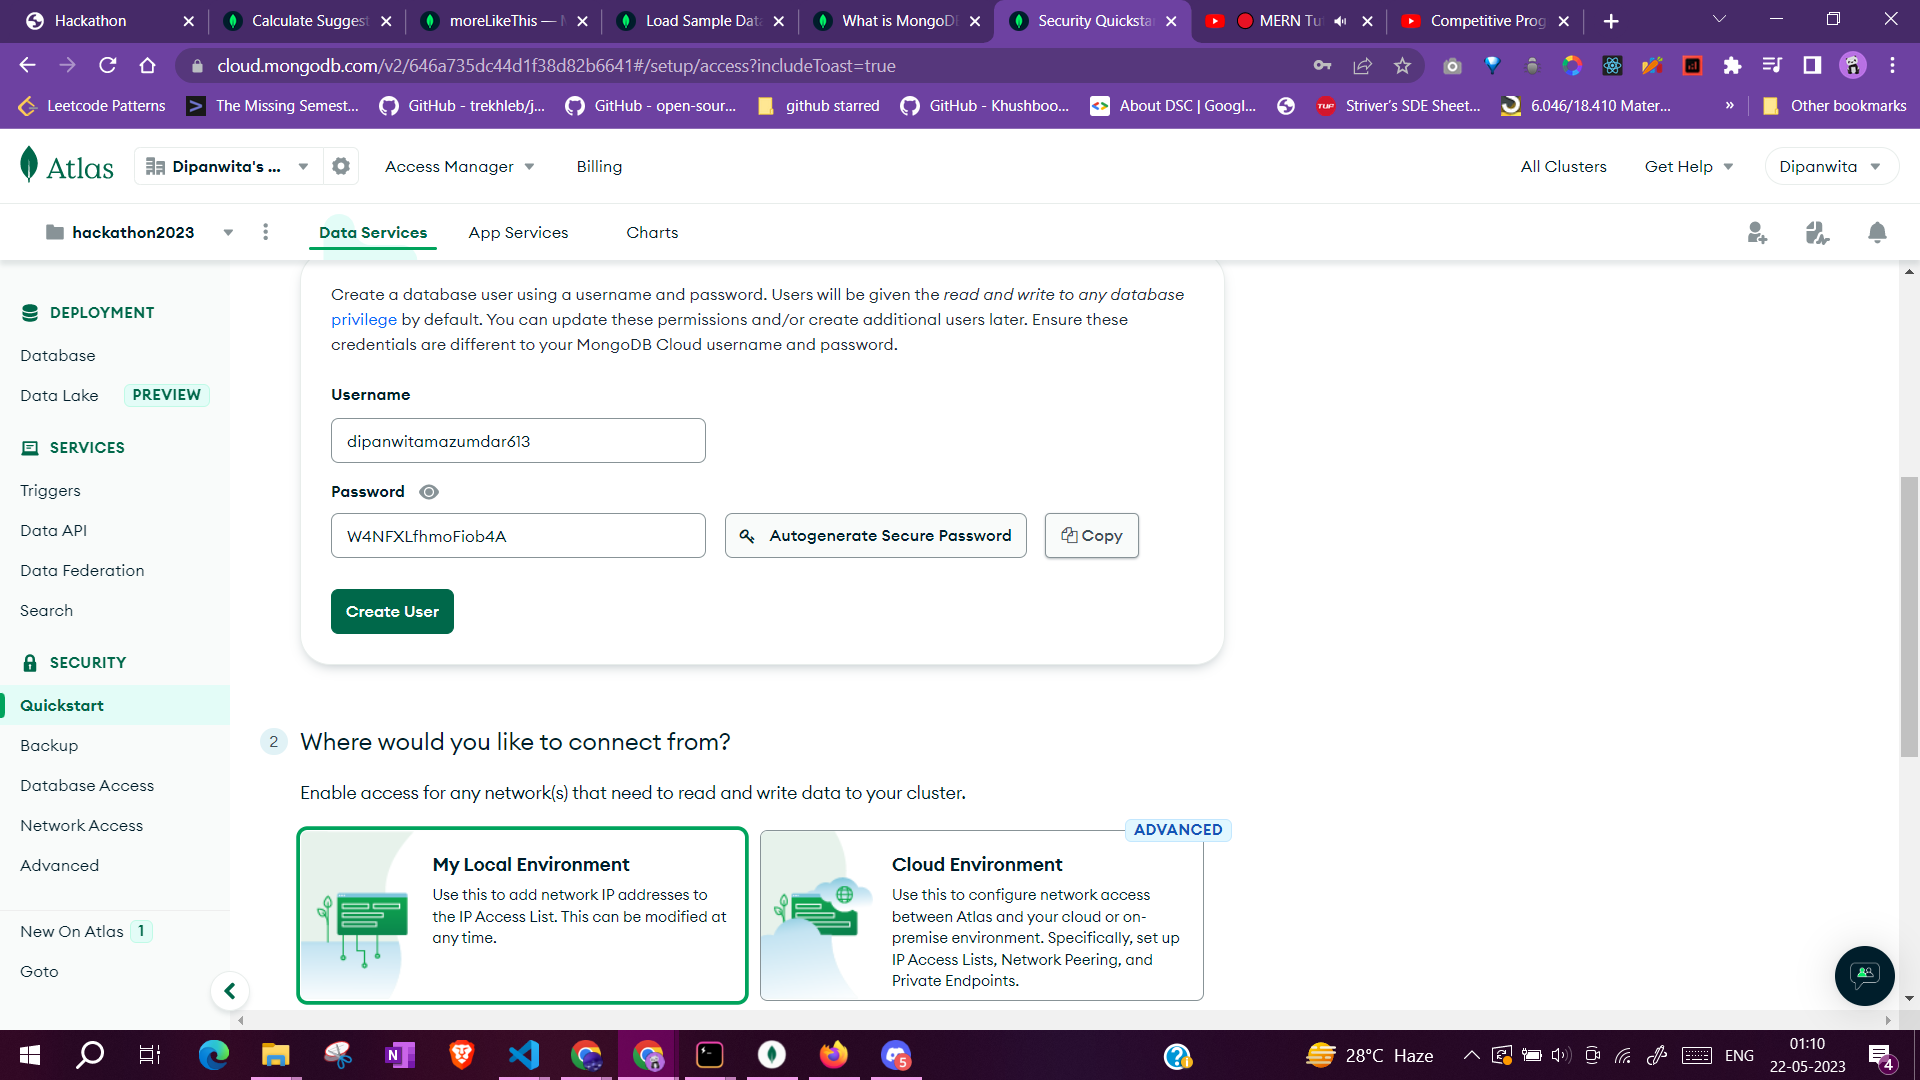 Hackathon
Calculate Suggest
moreLikeThis — M
Load Sample Data
What is MongoDB
Security Quickstar
MERN Tu
Competitive Prog
cloud.mongodb.com/v2/646a735dc44d1f38d82b6641#/setup/access?includeToast=true
Leetcode Patterns
The Missing Semest...
GitHub - trekhleb/j...
GitHub - open-sour...
github starred
GitHub - Khushboo...
About DSC | Googl...
TUF
Striver's SDE Sheet...
6.046/18.410 Mater...
»
Other bookmarks
Atlas
Dipanwita's ...
Access Manager
Billing
All Clusters
Get Help
Dipanwita
hackathon2023
Data Services
App Services
Charts
DEPLOYMENT
Database
Data Lake PREVIEW
SERVICES
Triggers
Data API
Data Federation
Search
SECURITY
Quickstart
Backup
Database Access
Network Access
Advanced
New On Atlas 1
Goto
Create a database user using a username and password. Users will be given the read and write to any database
privilege by default. You can update these permissions and/or create additional users later. Ensure these
credentials are different to your MongoDB Cloud username and password.
Username
dipanwitamazumdar613
Password
W4NFXLfhmoFiob4A
Autogenerate Secure Password
Copy
Create User
2 Where would you like to connect from?
Enable access for any network(s) that need to read and write data to your cluster.
My Local Environment
Use this to add network IP addresses to
the IP Access List. This can be modified at
any time.
ADVANCED
Cloud Environment
Use this to configure network access
between Atlas and your cloud or on-
premise environment. Specifically, set up
IP Access Lists, Network Peering, and
Private Endpoints.
28°C Haze
ENG
01:10
22-05-2023
4
5